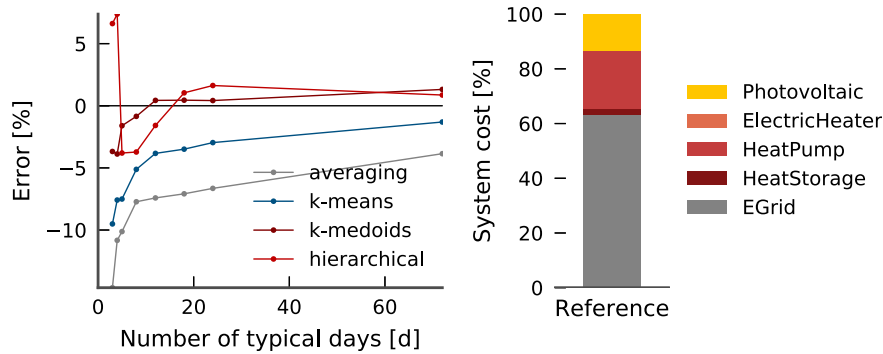 Error [%]
5
0
−5
−10
averaging
k-means
k-medoids
hierarchical
0
20
40
60
Number of typical days [d]
System cost [%]
100
80
60
40
20
0
Reference
Photovoltaic
ElectricHeater
HeatPump
HeatStorage
EGrid